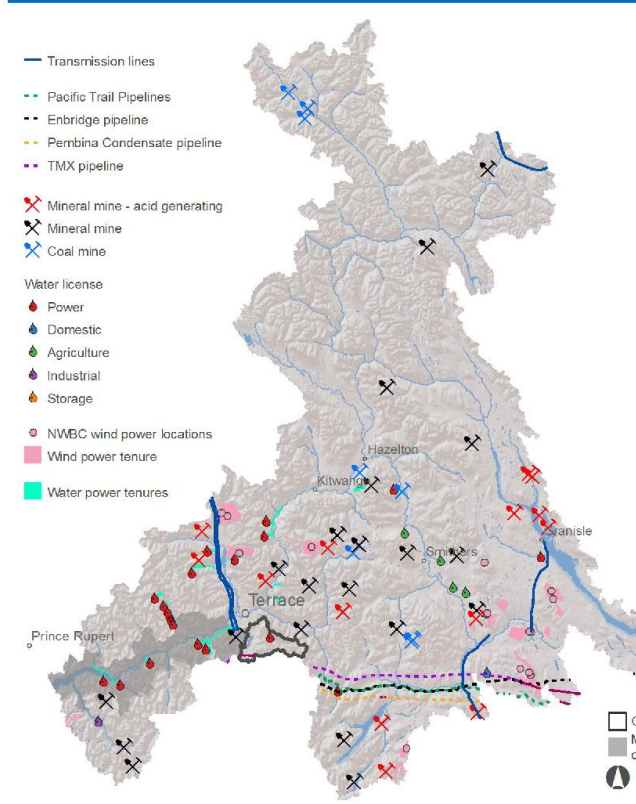 Transmission lines
Pacific Trail Pipelines
Enbridge pipeline
Pembina Condensate pipeline
TMX pipeline
Mineral mine - acid generating
Mineral mine
Coal mine
Water license
Power
Domestic
Agriculture
Industrial
Storage
NWBC wind power locations
Wind power tenure
Water power tenures
Hazelton
Kitwanga
Granisle
Smithers
Terrace
Prince Rupert